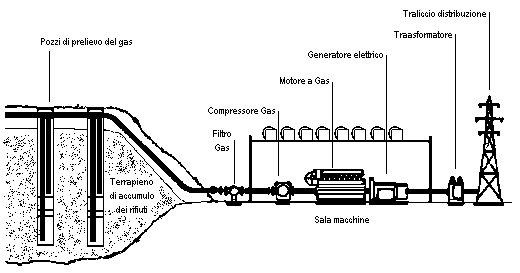 Traliccio distribuzione
Traasformatore
Pozzi di prelievo del gas
Generatore elettrico
Motore a Gas
Compressore Gas
Filtro
Gas
Terrapieno
di accumulo
dei rifiuti
Sala macchine